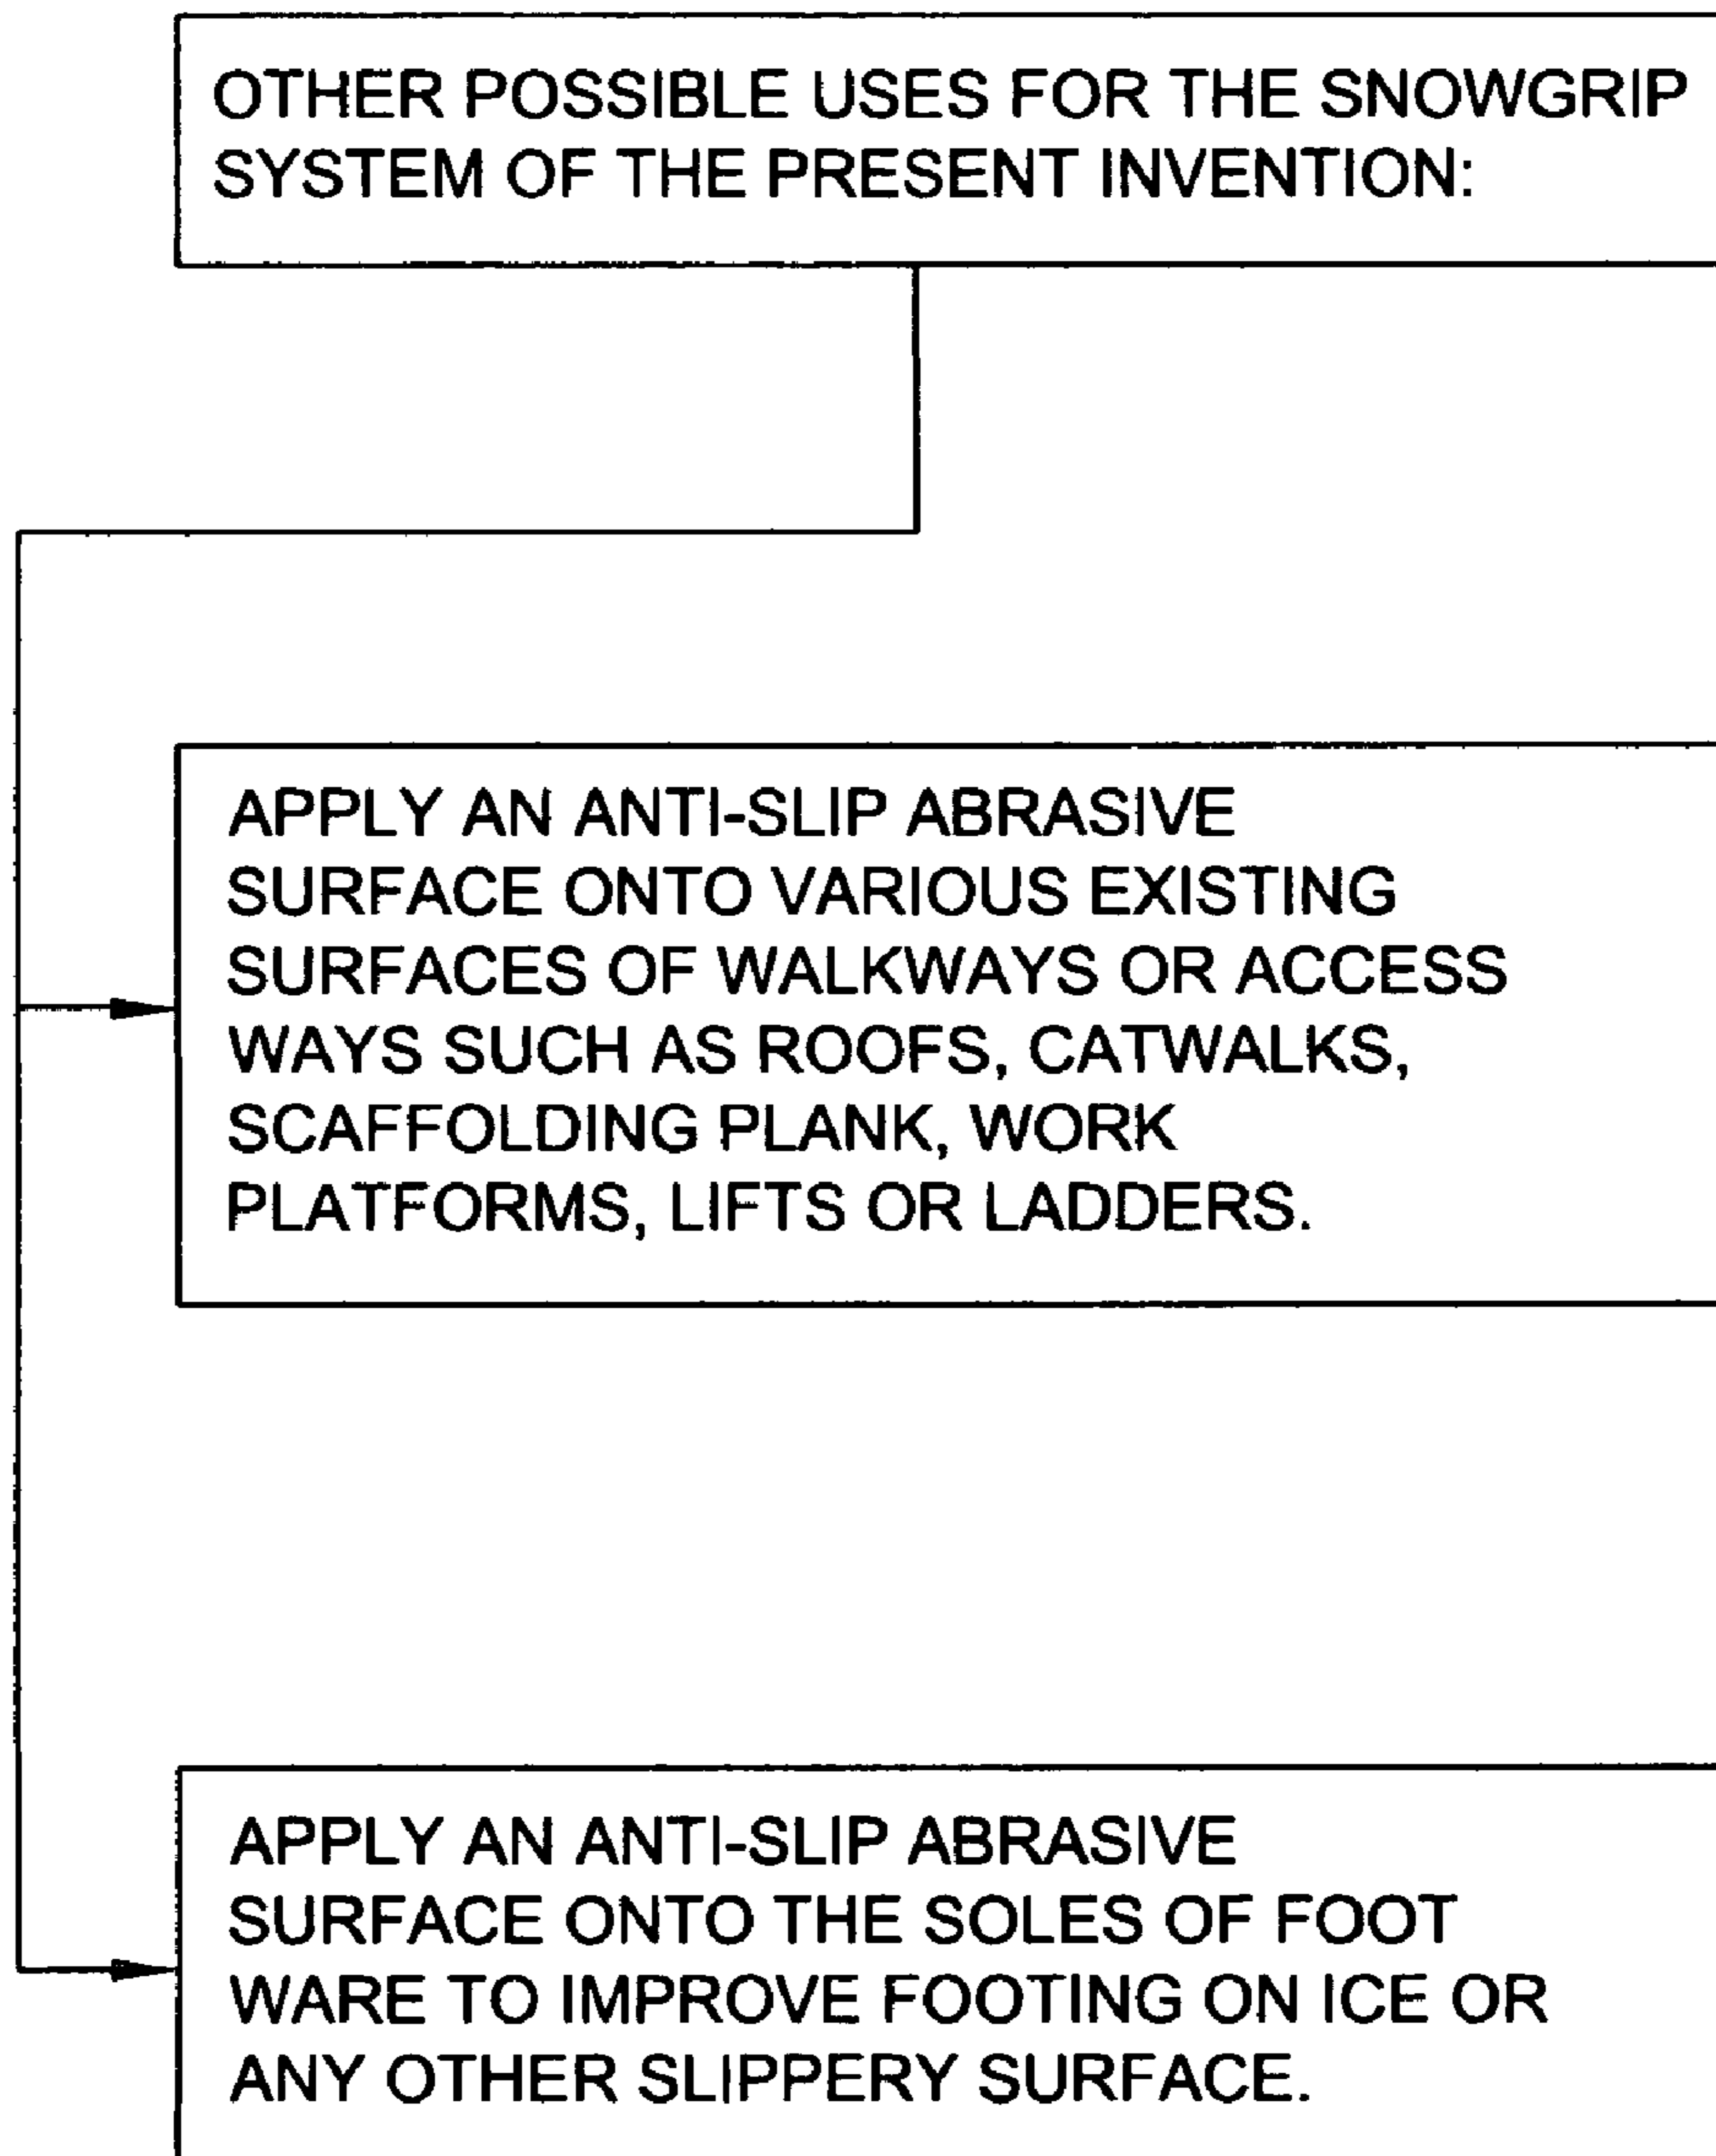 OTHER POSSIBLE USES FOR THE SNOWGRIP
SYSTEM OF THE PRESENT INVENTION:
APPLY AN ANTI-SLIP ABRASIVE
SURFACE ONTO VARIOUS EXISTING
SURFACES OF WALKWAYS OR ACCESS
WAYS SUCH AS ROOFS, CATWALKS,
SCAFFOLDING PLANK, WORK
PLATFORMS, LIFTS OR LADDERS.
APPLY AN ANTI-SLIP ABRASIVE
SURFACE ONTO THE SOLES OF FOOT
WARE TO IMPROVE FOOTING ON ICE OR
ANY OTHER SLIPPERY SURFACE.